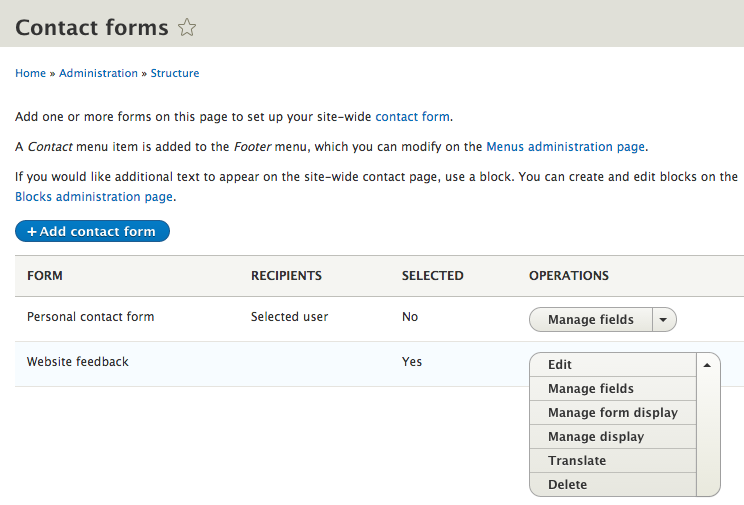 Contact forms
Home » Administration » Structure
Add one or more forms on this page to set up your site-wide contact form.
A Contact menu item is added to the Footer menu, which you can modify on the Menus administration page.
If you would like additional text to appear on the site-wide contact page, use a block. You can create and edit blocks on the
Blocks administration page.
+ Add contact form
FORM RECIPIENTS SELECTED OPERATIONS
Personal contact form Selected user No Manage fields
Website feedback Yes Edit
Manage fields
Manage form display
Manage display
Translate
Delete